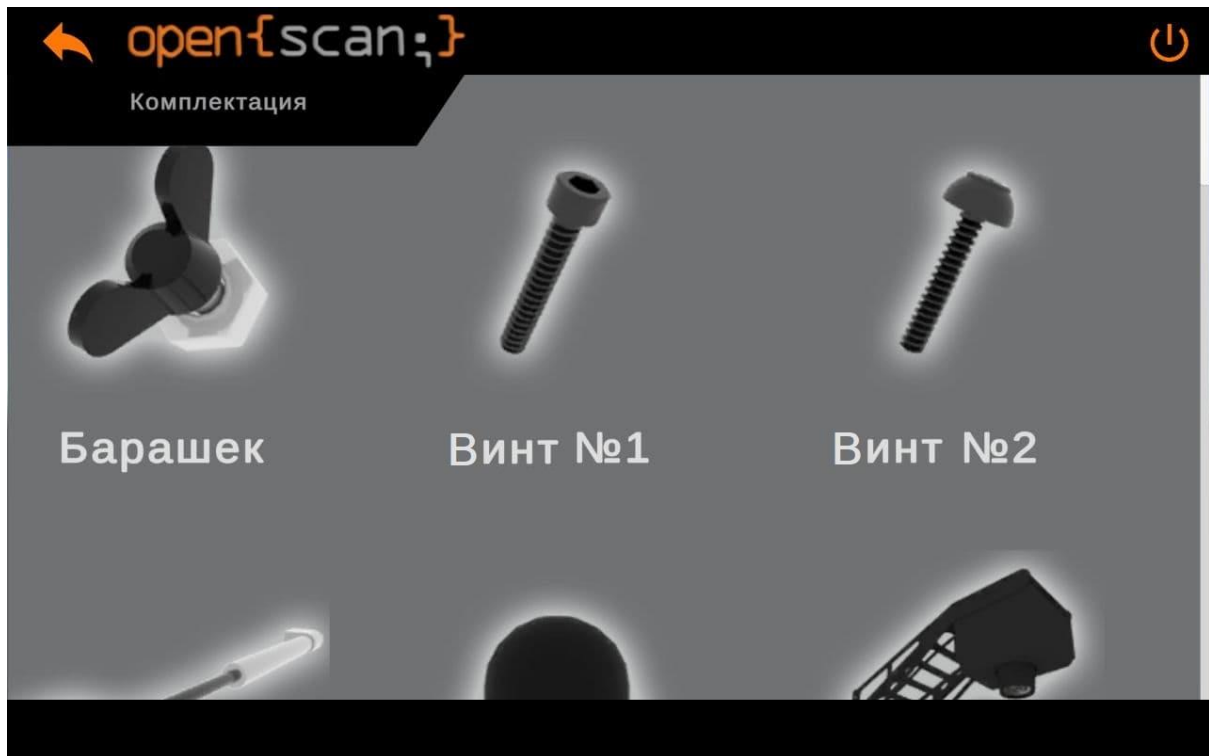 open{scan;}
Комплектация
Барашек
Винт №1
Винт №2